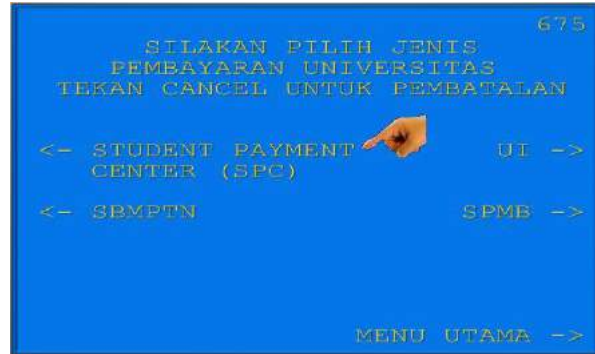 675
SILAKAN PILIH JENIS
PEMBAYARAN UNIVERSITAS
TEKAN CANCEL UNTUK PEMBATALAN
<- STUDENT PAYMENT UI ->
CENTER (SPC)
<- SBMPTN SPMB ->
MENU UTAMA ->